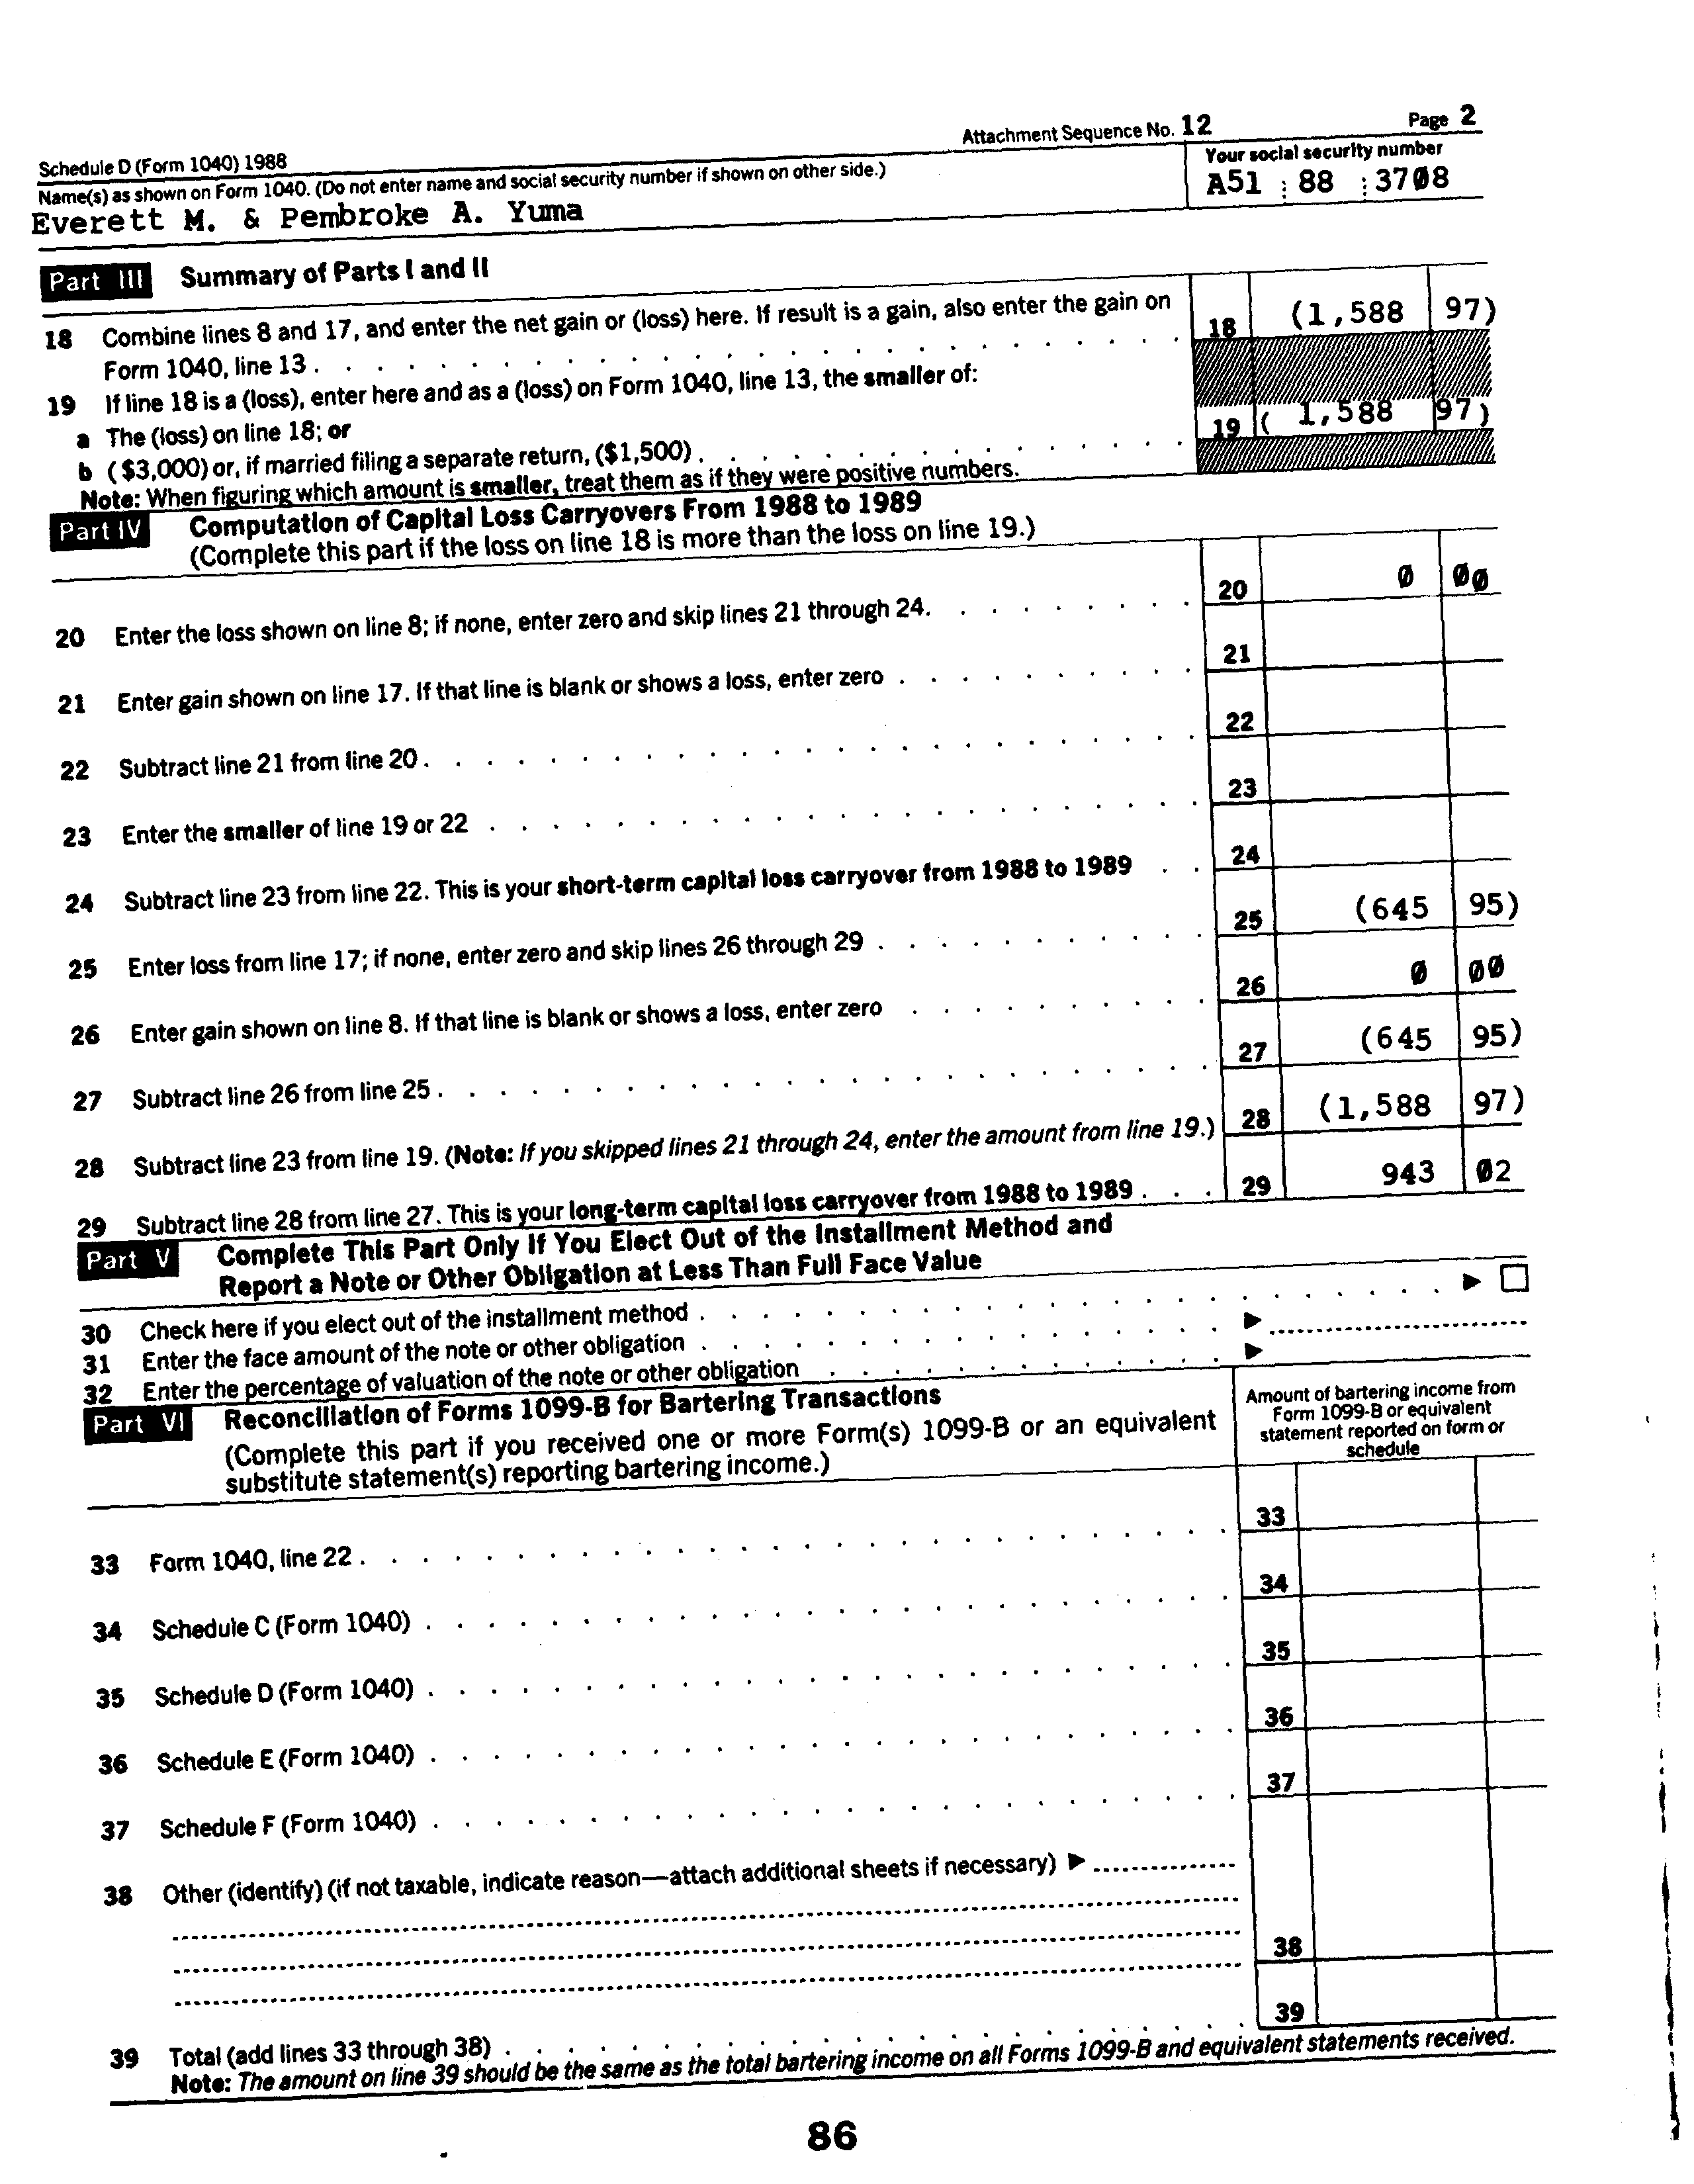 Schedule D (Form 1040) 1988 Attachment Sequence No. 12 Page 2
Name(s) as shown on Form 1040. (Do not enter name and social security number if shown on other side.) Your social security number
Everett M. & Pembroke A. Yuma A51 88 3708
Part III Summary of Parts I and II
18 Combine lines 8 and 17, and enter the net gain or (loss) here. If result is a gain, also enter the gain on
Form 1040, line 13 . . . . . . . . . . . . . . . . . . . . . . . . . . . 18 (1,588 97)
19 If line 18 is a (loss), enter here and as a (loss) on Form 1040, line 13, the smaller of:
a The (loss) on line 18; or
b ($3,000) or, if married filing a separate return, ($1,500) . . . . . . . . . . . . . . . 19 ( 1,588 97)
Note: When figuring which amount is smaller, treat them as if they were positive numbers.
Part IV Computation of Capital Loss Carryovers From 1988 to 1989
(Complete this part if the loss on line 18 is more than the loss on line 19.)
20 Enter the loss shown on line 8; if none, enter zero and skip lines 21 through 24. . . . . . . . . 20 0 00
21 Enter gain shown on line 17. If that line is blank or shows a loss, enter zero . . . . . . . . . . 21
22 Subtract line 21 from line 20 . . . . . . . . . . . . . . . . . . . . . . . . . 22
23 Enter the smaller of line 19 or 22 . . . . . . . . . . . . . . . . . . . . . . . 23
24 Subtract line 23 from line 22. This is your short-term capital loss carryover from 1988 to 1989 . . 24
25 Enter loss from line 17; if none, enter zero and skip lines 26 through 29 . . . . . . . . . . . 25 (645 95)
26 Enter gain shown on line 8. If that line is blank or shows a loss, enter zero . . . . . . . . . . 26 0 00
27 Subtract line 26 from line 25 . . . . . . . . . . . . . . . . . . . . . . . . . 27 (645 95)
28 Subtract line 23 from line 19. (Note: If you skipped lines 21 through 24, enter the amount from line 19.) 28 (1,588 97)
29 Subtract line 28 from line 27. This is your long-term capital loss carryover from 1988 to 1989 . . . 29 943 02
Part V Complete This Part Only If You Elect Out of the Installment Method and
Report a Note or Other Obligation at Less Than Full Face Value
30 Check here if you elect out of the installment method . . . . . . . . . . . . . . . . . . . . . . . . ► □
31 Enter the face amount of the note or other obligation . . . . . . . . . . . . . . . . . ►
32 Enter the percentage of valuation of the note or other obligation . . . . . . . . . . . . . ►
Part VI Reconciliation of Forms 1099-B for Bartering Transactions
(Complete this part if you received one or more Form(s) 1099-B or an equivalent
substitute statement(s) reporting bartering income.)
Amount of bartering income from
Form 1099-B or equivalent
statement reported on form or
schedule
33 Form 1040, line 22 . . . . . . . . . . . . . . . . . . . . . . . . . . . . 33
34 Schedule C (Form 1040) . . . . . . . . . . . . . . . . . . . . . . . . . . 34
35 Schedule D (Form 1040) . . . . . . . . . . . . . . . . . . . . . . . . . . 35
36 Schedule E (Form 1040) . . . . . . . . . . . . . . . . . . . . . . . . . . 36
37 Schedule F (Form 1040) . . . . . . . . . . . . . . . . . . . . . . . . . . 37
38 Other (identify) (if not taxable, indicate reason—attach additional sheets if necessary) ►
38
39 Total (add lines 33 through 38) . . . . . . . . . . . . . . . . . . . . . . . 39
Note: The amount on line 39 should be the same as the total bartering income on all Forms 1099-B and equivalent statements received.
86